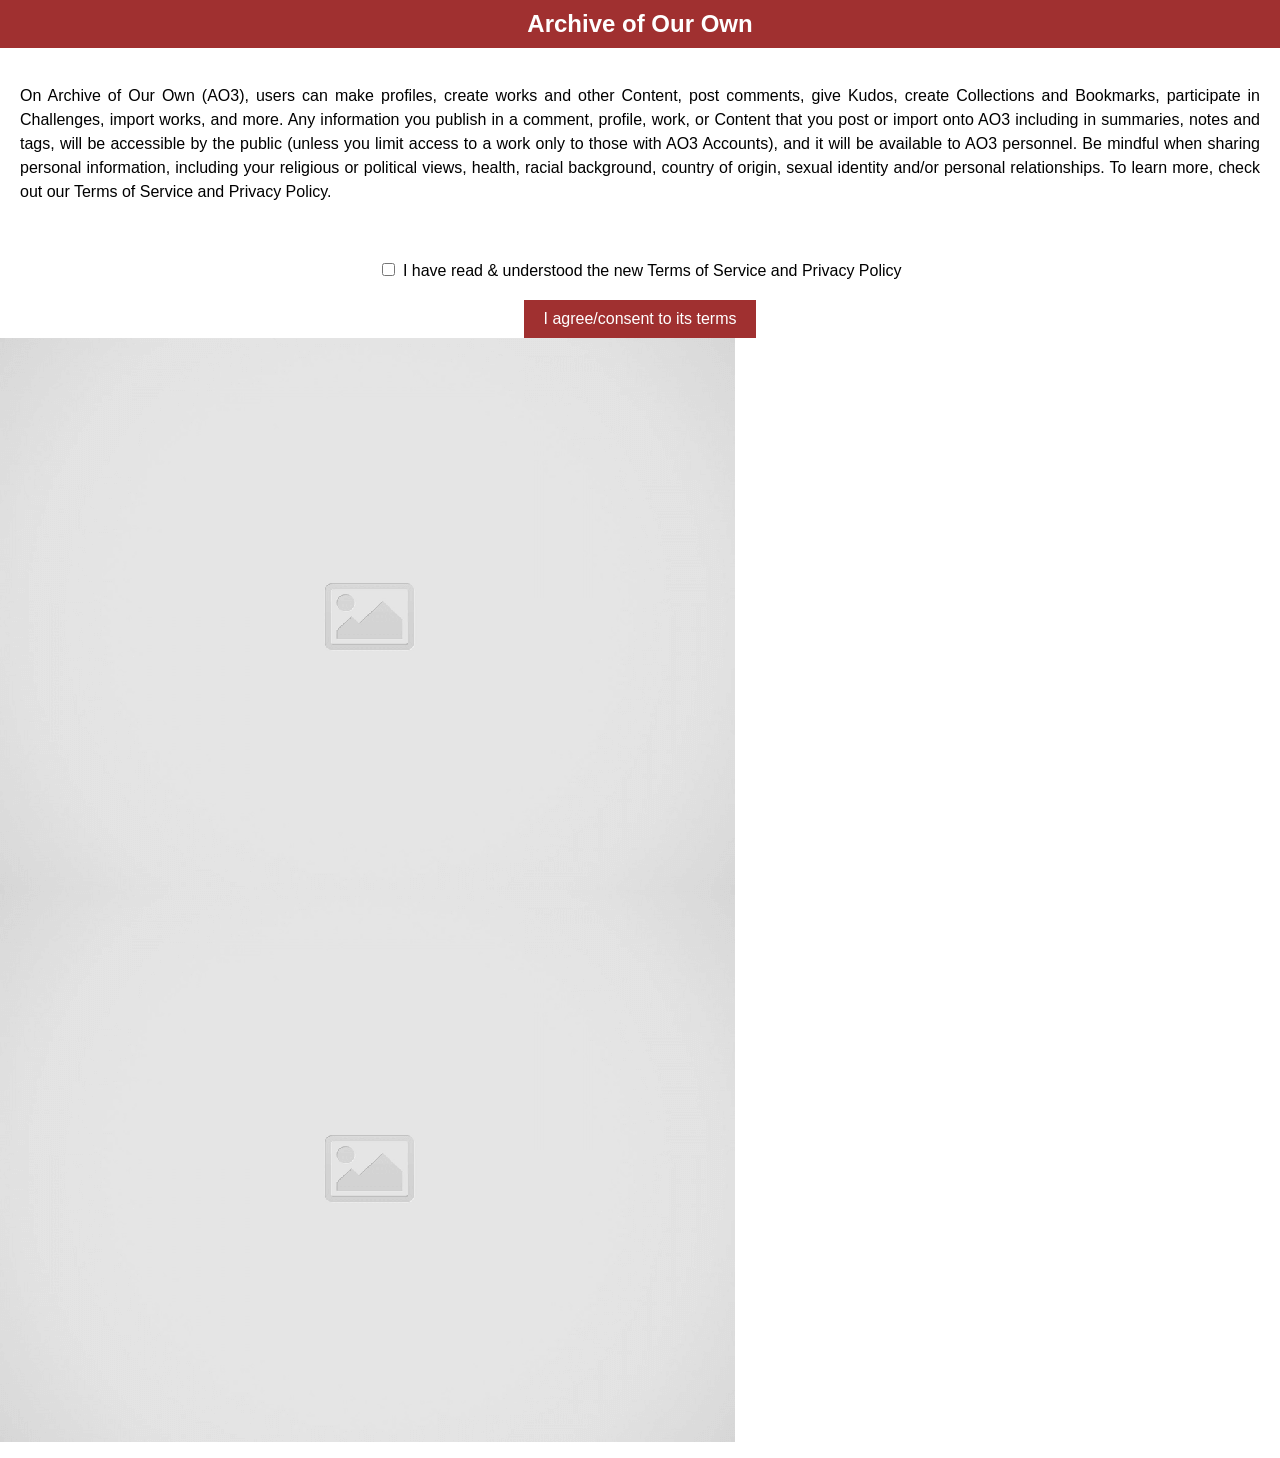 Archive of Our Own
On Archive of Our Own (AO3), users can make profiles, create works and other Content, post comments, give Kudos, create Collections and Bookmarks, participate in
Challenges, import works, and more. Any information you publish in a comment, profile, work, or Content that you post or import onto AO3 including in summaries, notes and
tags, will be accessible by the public (unless you limit access to a work only to those with AO3 Accounts), and it will be available to AO3 personnel. Be mindful when sharing
personal information, including your religious or political views, health, racial background, country of origin, sexual identity and/or personal relationships. To learn more, check
out our Terms of Service and Privacy Policy.
I have read & understood the new Terms of Service and Privacy Policy
I agree/consent to its terms